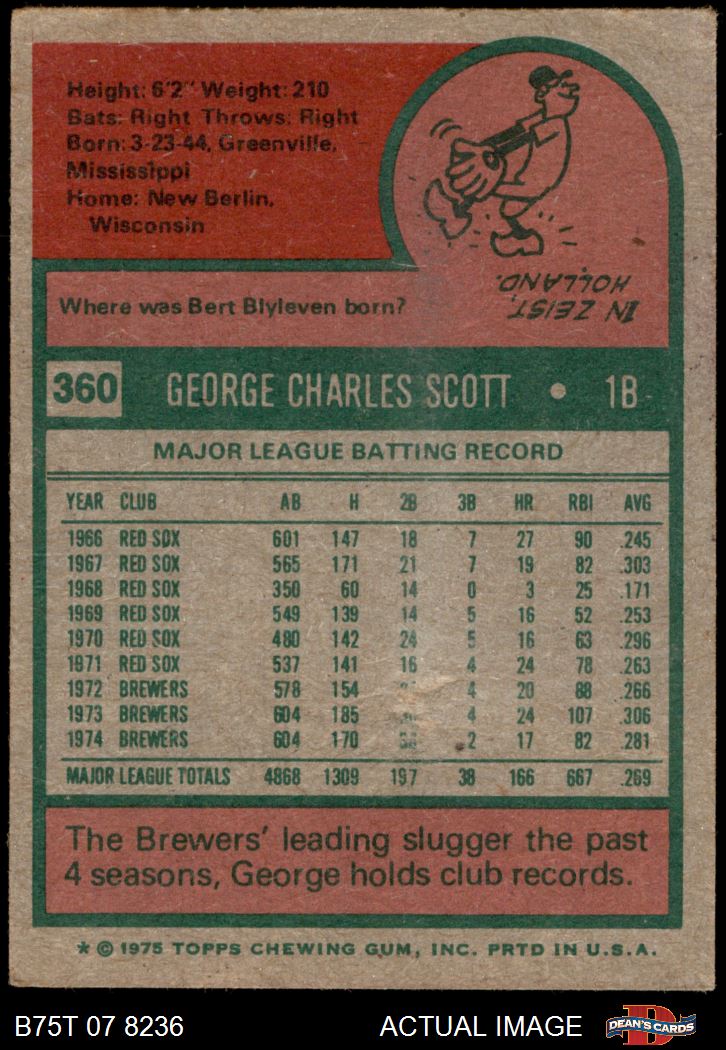 Height: 6'2" Weight: 210
Bats: Right Throws: Right
Born: 3-23-44, Greenville,
Mississippi
Home: New Berlin,
Wisconsin
Where was Bert Blyleven born?
IN ZEIST,
HOLLAND.
360 GEORGE CHARLES SCOTT • 1B
MAJOR LEAGUE BATTING RECORD
YEAR CLUB AB H 2B 3B HR RBI AVG
1966 RED SOX 601 147 18 7 27 90 .245
1967 RED SOX 565 171 21 7 19 82 .303
1968 RED SOX 350 60 14 0 3 25 .171
1969 RED SOX 549 139 14 5 16 52 .253
1970 RED SOX 480 142 24 5 16 63 .296
1971 RED SOX 537 141 16 4 24 78 .263
1972 BREWERS 578 154 4 20 88 .266
1973 BREWERS 604 185 4 24 107 .306
1974 BREWERS 604 170 2 17 82 .281
MAJOR LEAGUE TOTALS 4868 1309 197 38 166 667 .269
The Brewers' leading slugger the past
4 seasons, George holds club records.
* © 1975 TOPPS CHEWING GUM, INC. PRTD IN U.S.A.
B75T 07 8236 ACTUAL IMAGE D DEAN'S CARDS